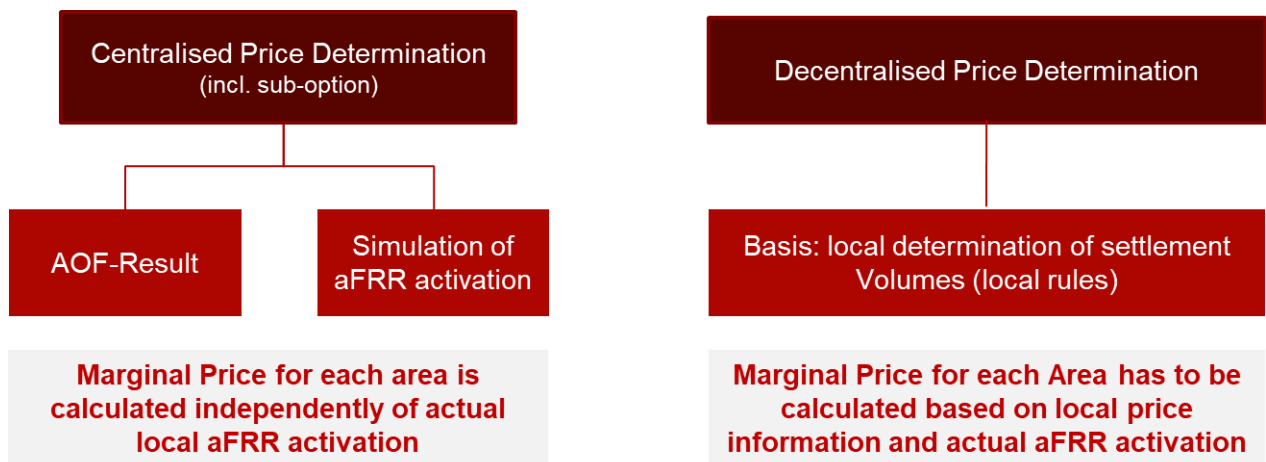 Centralised Price Determination
(incl. sub-option)
AOF-Result
Simulation of
aFRR activation
Marginal Price for each area is
calculated independently of actual
local aFRR activation
Decentralised Price Determination
Basis: local determination of settlement
Volumes (local rules)
Marginal Price for each Area has to be
calculated based on local price
information and actual aFRR activation